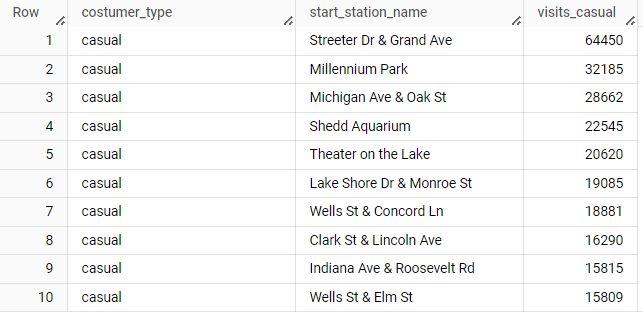 Row costumer_type start_station_name visits_casual
1 casual Streeter Dr & Grand Ave 64450
2 casual Millennium Park 32185
3 casual Michigan Ave & Oak St 28662
4 casual Shedd Aquarium 22545
5 casual Theater on the Lake 20620
6 casual Lake Shore Dr & Monroe St 19085
7 casual Wells St & Concord Ln 18881
8 casual Clark St & Lincoln Ave 16290
9 casual Indiana Ave & Roosevelt Rd 15815
10 casual Wells St & Elm St 15809